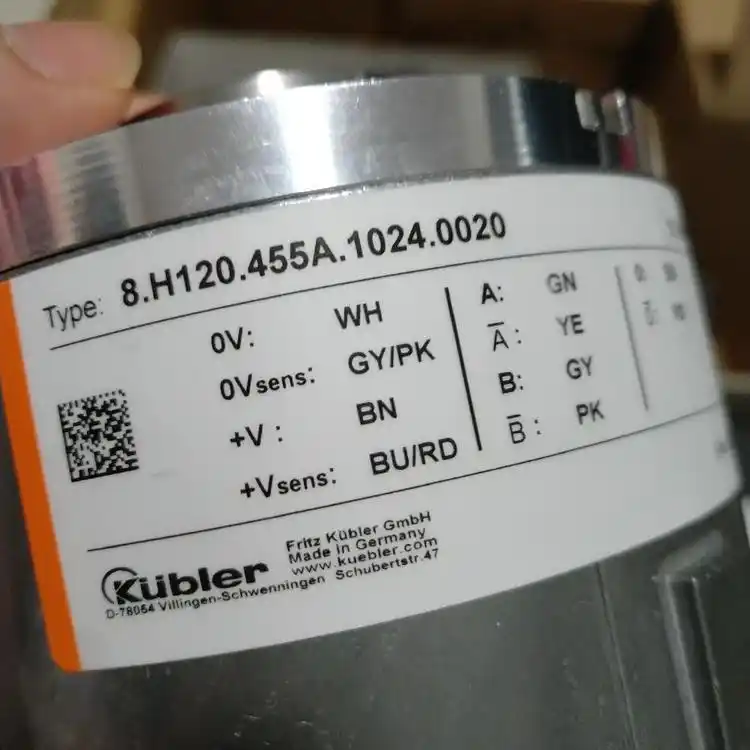 Type: 8.H120.455A.1024.0020
0V: WH
0Vsens: GY/PK
+V : BN
+Vsens: BU/RD
A: GN
A̅ : YE
B: GY
B̅ : PK
Kübler
Fritz Kübler GmbH
Made in Germany
www.kuebler.com
D-78054 Villingen-Schwenningen Schubertstr.47